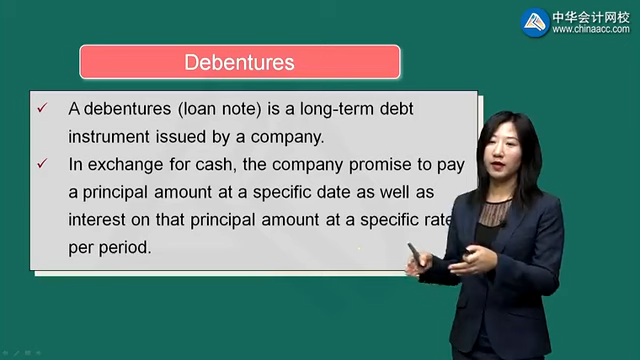 中华会计网校
www.chinaacc.com
Debentures
✓ A debentures (loan note) is a long-term debt
instrument issued by a company.
✓ In exchange for cash, the company promise to pay
a principal amount at a specific date as well as
interest on that principal amount at a specific rate
per period.